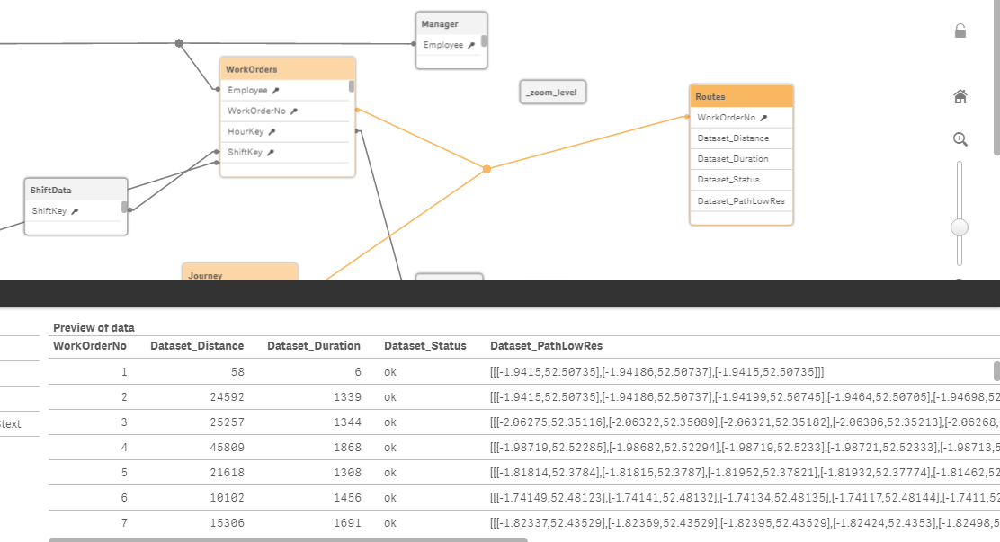 Manager
Employee
WorkOrders
Employee
WorkOrderNo
HourKey
ShiftKey
_zoom_level
Routes
WorkOrderNo
Dataset_Distance
Dataset_Duration
Dataset_Status
Dataset_PathLowRes
ShiftData
ShiftKey
Journey
Preview of data
WorkOrderNo Dataset_Distance Dataset_Duration Dataset_Status Dataset_PathLowRes
1 58 6 ok [[[-1.9415,52.50735],[-1.94186,52.50737],[-1.9415,52.50735]]]
2 24592 1339 ok [[[-1.9415,52.50735],[-1.94186,52.50737],[-1.94199,52.50745],[-1.9464,52.50705],[-1.94698,52
3 25257 1344 ok [[[-2.06275,52.35116],[-2.06322,52.35089],[-2.06321,52.35182],[-2.06306,52.35213],[-2.06268,
text
4 45809 1868 ok [[[-1.98719,52.52285],[-1.98682,52.52294],[-1.98719,52.5233],[-1.98721,52.52333],[-1.98713,5
5 21618 1308 ok [[[-1.81814,52.3784],[-1.81815,52.3787],[-1.81952,52.37821],[-1.81932,52.37774],[-1.81462,52
6 10102 1456 ok [[[-1.74149,52.48123],[-1.74141,52.48132],[-1.74134,52.48135],[-1.74117,52.48144],[-1.7411,52
7 15306 1691 ok [[[-1.82337,52.43529],[-1.82369,52.43529],[-1.82395,52.43529],[-1.82424,52.4353],[-1.82498,5